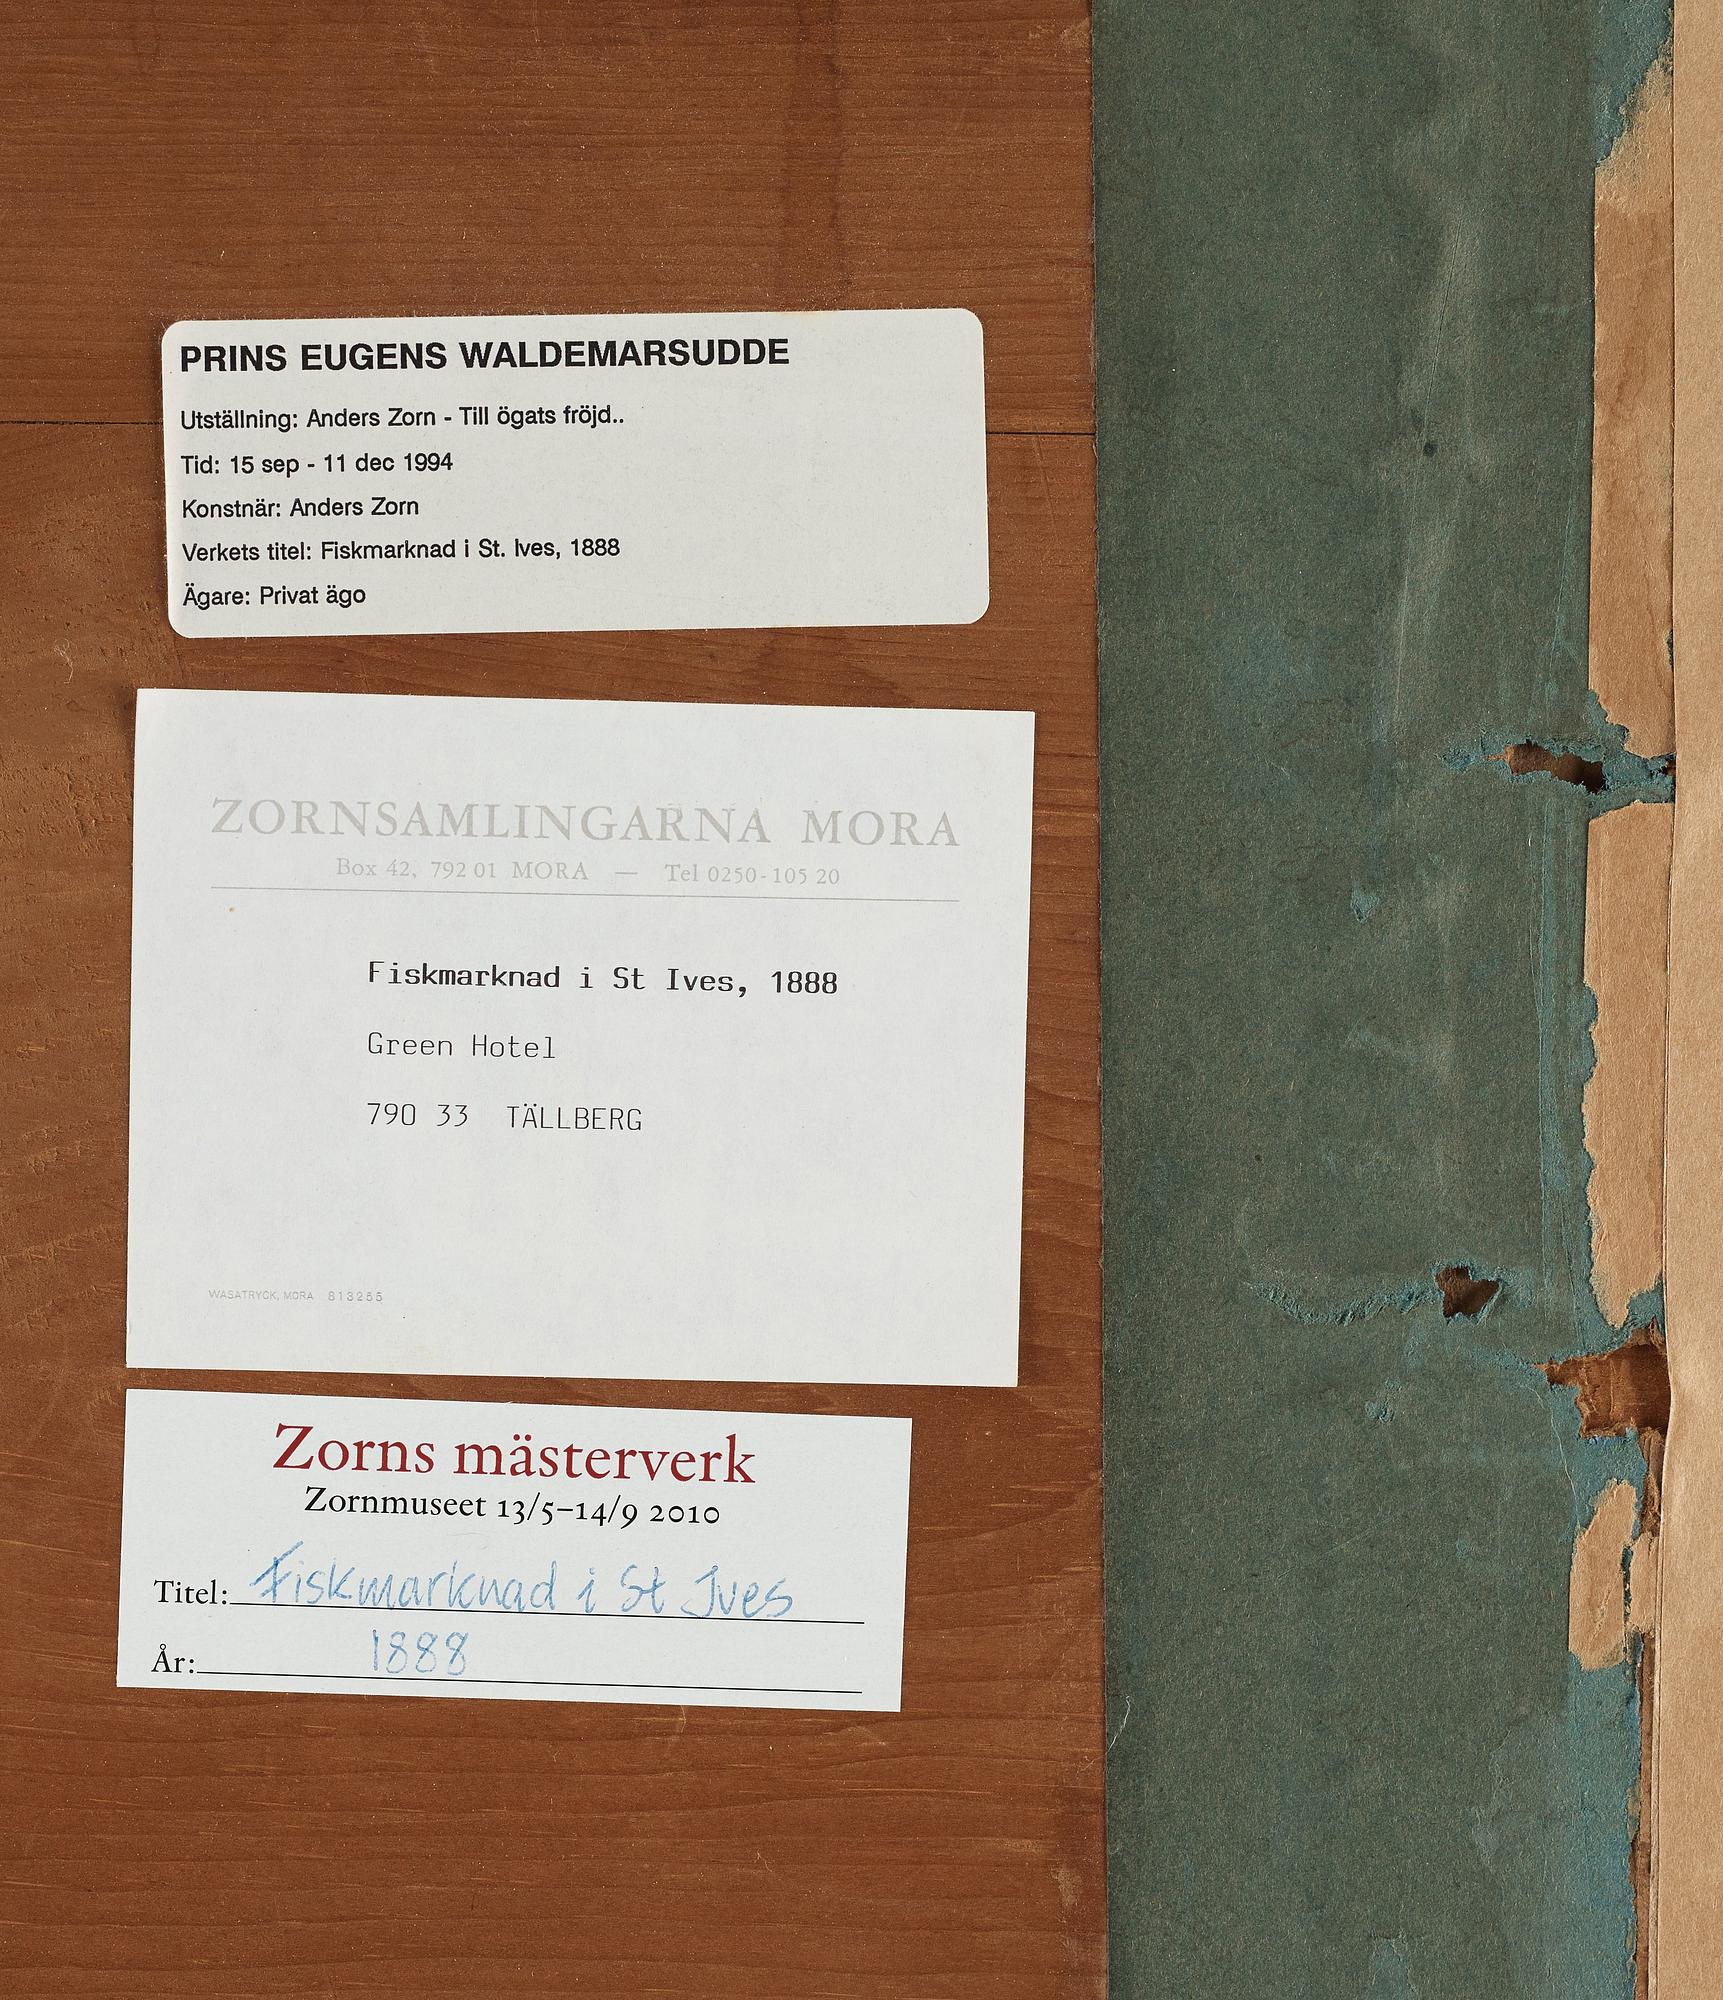 PRINS EUGENS WALDEMARSUDDE
Utställning: Anders Zorn - Till ögats fröjd..
Tid: 15 sep - 11 dec 1994
Konstnär: Anders Zorn
Verkets titel: Fiskmarknad i St. Ives, 1888
Ägare: Privat ägo
ZORNSAMLINGARNA MORA
Box 42, 792 01 MORA — Tel 0250-105 20
Fiskmarknad i St Ives, 1888
Green Hotel
790 33 TÄLLBERG
WASATRYCK, MORA 813255
Zorns mästerverk
Zornmuseet 13/5–14/9 2010
Titel: Fiskmarknad i St Ives
År: 1888